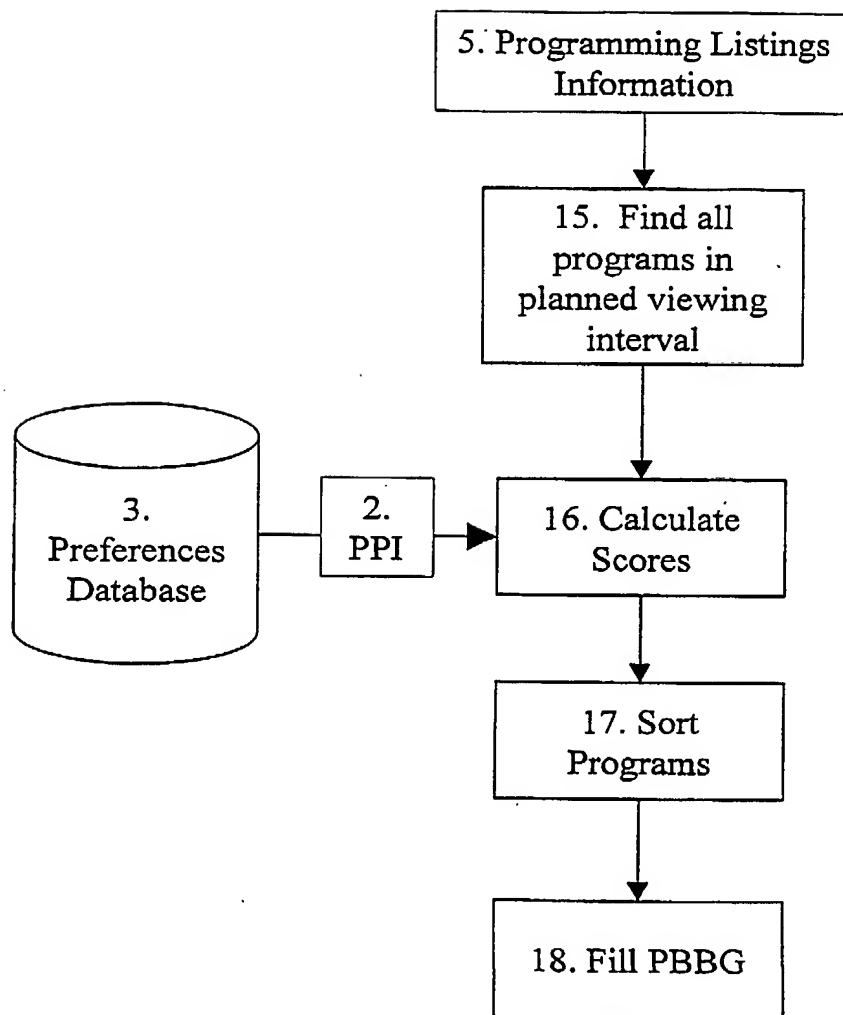 5. Programming Listings
Information
15. Find all
programs in
planned viewing
interval
3.
Preferences
Database
2.
PPI
16. Calculate
Scores
17. Sort
Programs
18. Fill PBBG